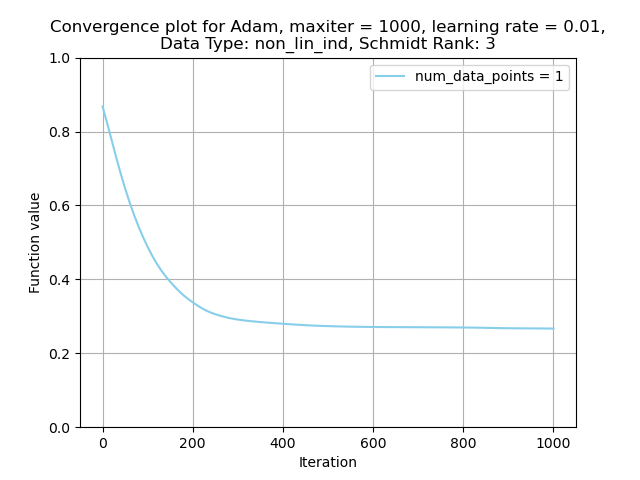 Convergence plot for Adam, maxiter = 1000, learning rate = 0.01,
Data Type: non_lin_ind, Schmidt Rank: 3
num_data_points = 1
1.0
0.8
0.6
0.4
0.2
0.0
Function value
0 200 400 600 800 1000
Iteration